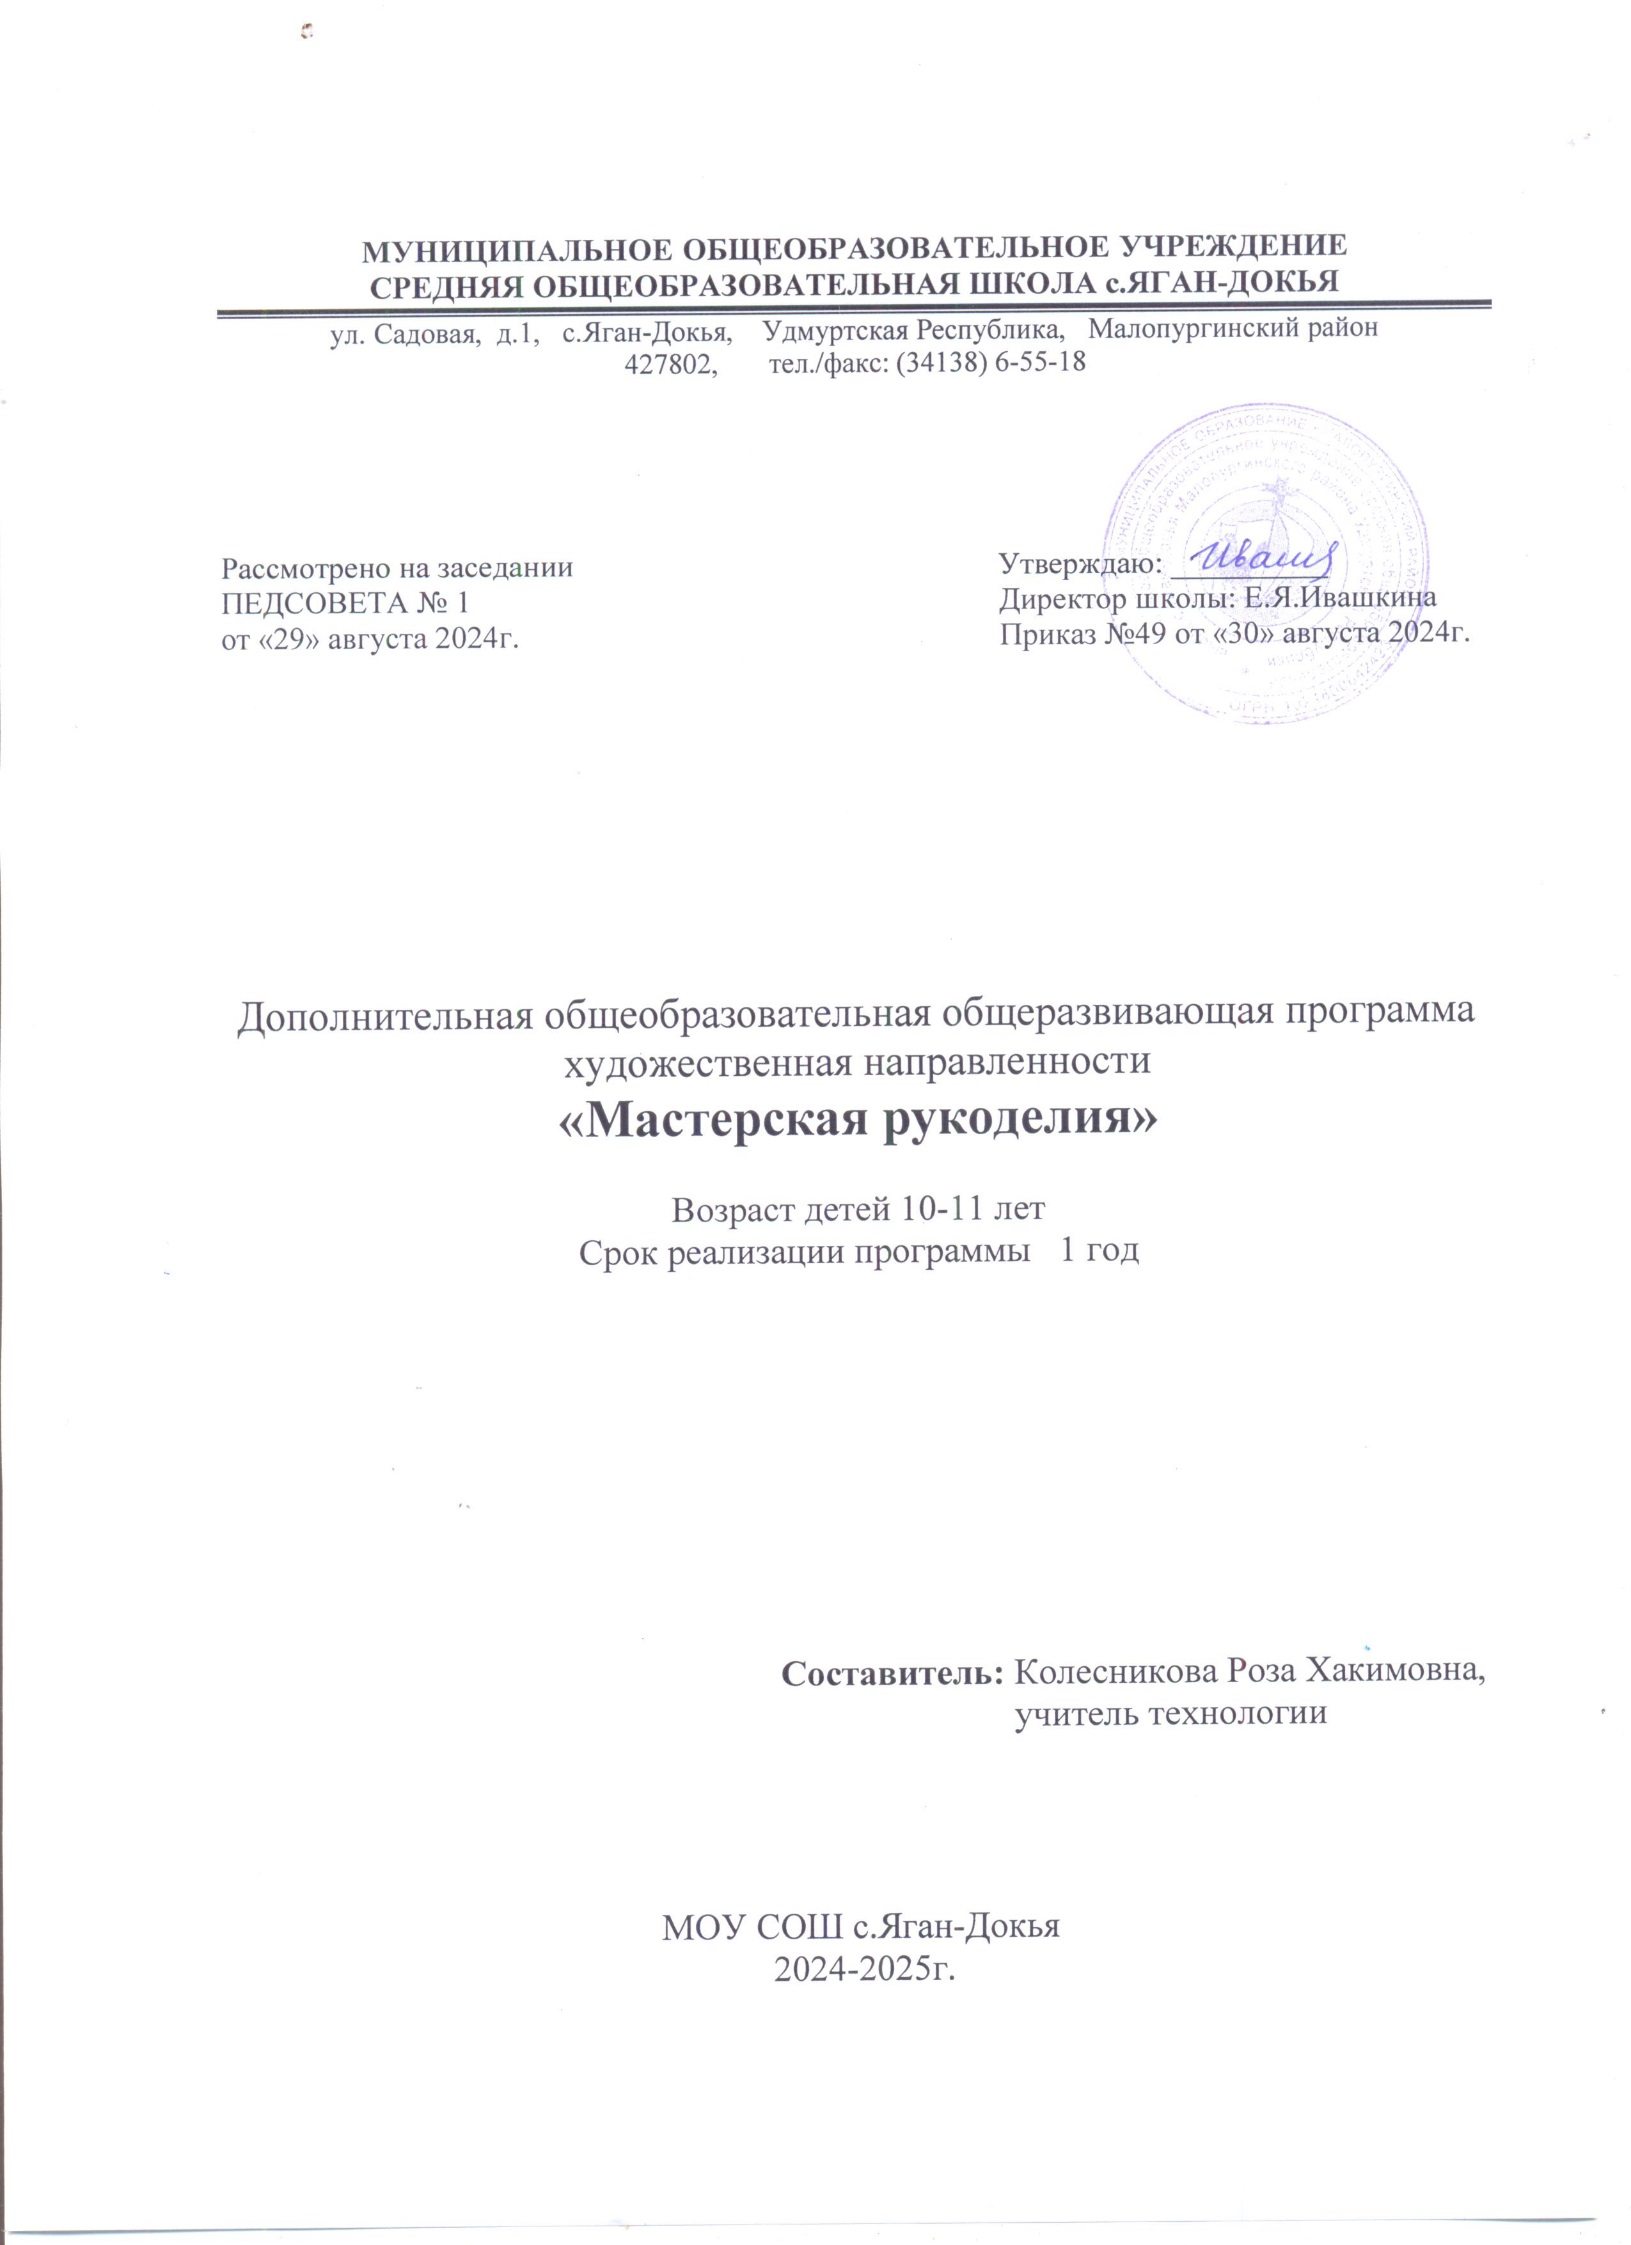 МУНИЦИПАЛЬНОЕ ОБЩЕОБРАЗОВАТЕЛЬНОЕ УЧРЕЖДЕНИЕ
СРЕДНЯЯ ОБЩЕОБРАЗОВАТЕЛЬНАЯ ШКОЛА с.ЯГАН-ДОКЬЯ
ул. Садовая, д.1, с.Яган-Докья, Удмуртская Республика, Малопургинский район
427802, тел./факс: (34138) 6-55-18
Рассмотрено на заседании
ПЕДСОВЕТА № 1
от «29» августа 2024г.
Утверждаю:
Директор школы: Е.Я.Ивашкина
Приказ №49 от «30» августа 2024г.
МУНИЦИПАЛЬНОЕ ОБРАЗОВАНИЕ
Дополнительная общеобразовательная общеразвивающая программа
художественная направленности
«Мастерская рукоделия»
Возраст детей 10-11 лет
Срок реализации программы 1 год
Составитель: Колесникова Роза Хакимовна,
учитель технологии
МОУ СОШ с.Яган-Докья
2024-2025г.